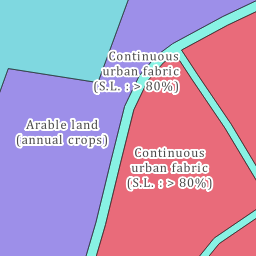 Continuous
urban fabric
(S.L. : > 80%)
Arable land
(annual crops)
Continuous
urban fabric
(S.L. : > 80%)